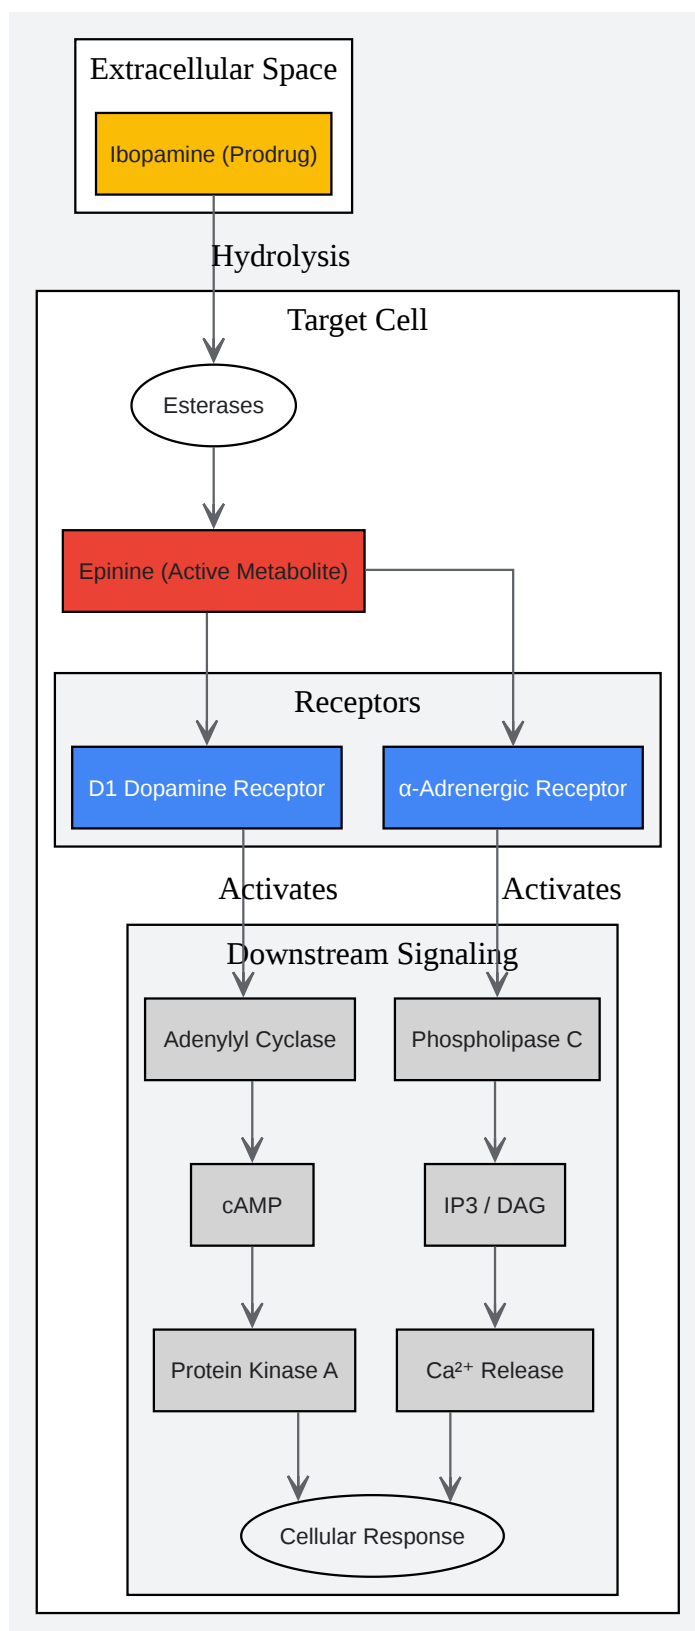 Extracellular Space
Ibopamine (Prodrug)
Hydrolysis
Target Cell
Esterases
Epinine (Active Metabolite)
Receptors
D1 Dopamine Receptor
α-Adrenergic Receptor
Activates
Activates
Downstream Signaling
Adenylyl Cyclase
Phospholipase C
cAMP
IP3 / DAG
Protein Kinase A
Ca²⁺ Release
Cellular Response